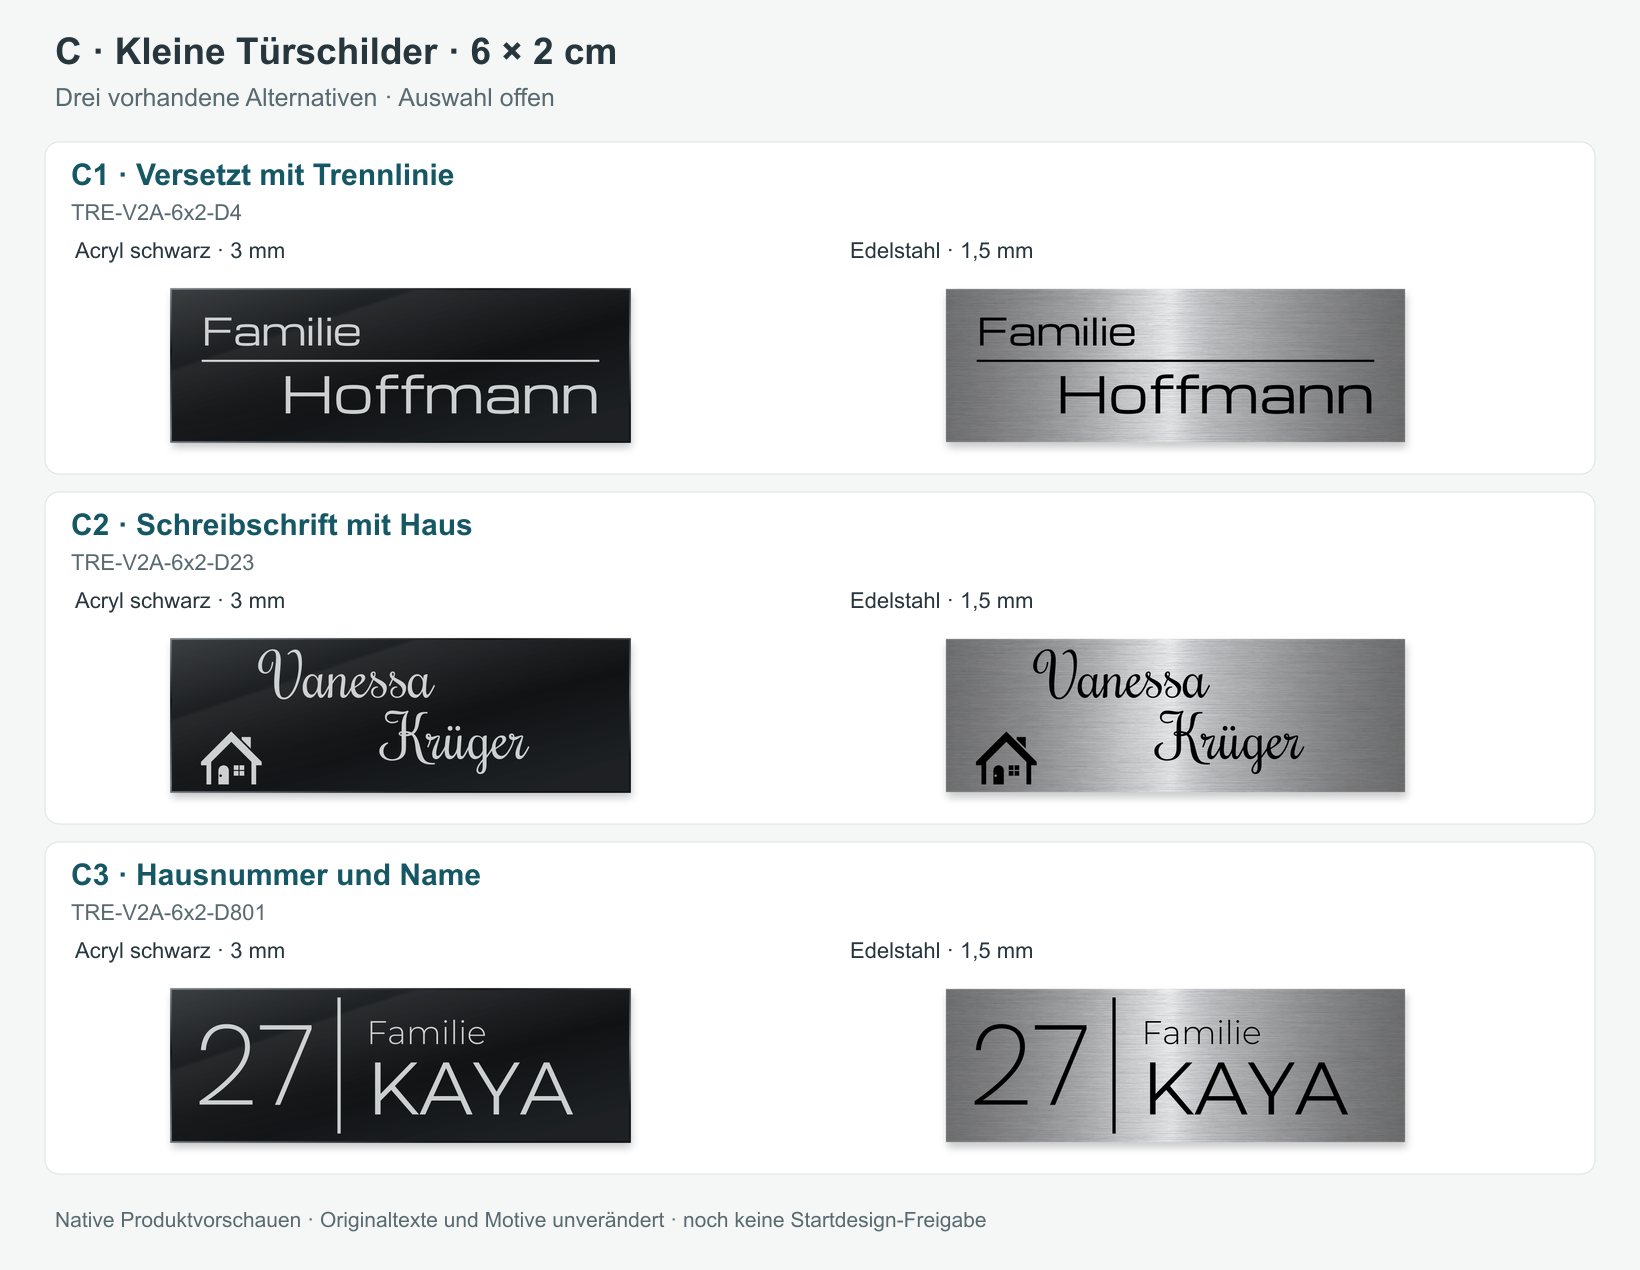 C · Kleine Türschilder · 6 × 2 cm
Drei vorhandene Alternativen · Auswahl offen
C1 · Versetzt mit Trennlinie
TRE-V2A-6x2-D4
Acryl schwarz · 3 mm
Edelstahl · 1,5 mm
Familie
Hoffmann
Familie
Hoffmann
C2 · Schreibschrift mit Haus
TRE-V2A-6x2-D23
Acryl schwarz · 3 mm
Edelstahl · 1,5 mm
Vanessa
Krüger
Vanessa
Krüger
C3 · Hausnummer und Name
TRE-V2A-6x2-D801
Acryl schwarz · 3 mm
Edelstahl · 1,5 mm
27
Familie
KAYA
27
Familie
KAYA
Native Produktvorschauen · Originaltexte und Motive unverändert · noch keine Startdesign-Freigabe